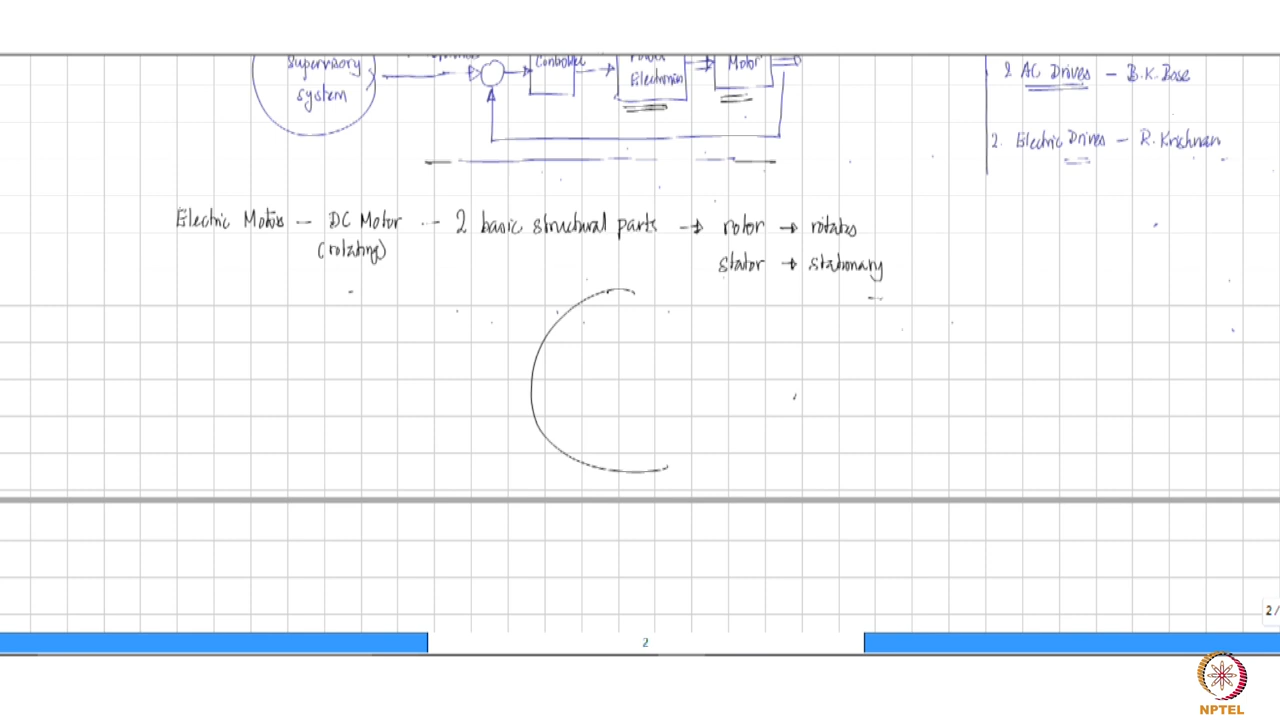 Supervisory
system
Controller
Electronics
Motor
2 AC Drives — B.K. Bose
2. Electric Drives — R. Krishnan
Electric Motors — DC Motor — 2 basic structural parts → rotor → rotates
(rotating)
stator → stationary
2/
2
NPTEL